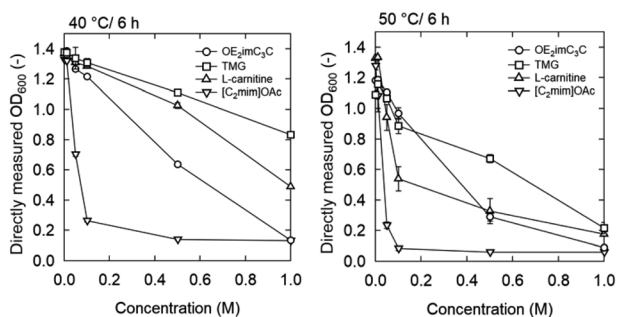 40 °C/ 6 h
Directly measured OD600 (-)
1.4
1.2
1.0
0.8
0.6
0.4
0.2
0.0
OE2imC3C
TMG
L-carnitine
[C2mim]OAc
0.0 0.2 0.4 0.6 0.8 1.0
Concentration (M)
50 °C/ 6 h
Directly measured OD600 (-)
1.4
1.2
1.0
0.8
0.6
0.4
0.2
0.0
OE2imC3C
TMG
L-carnitine
[C2mim]OAc
0.0 0.2 0.4 0.6 0.8 1.0
Concentration (M)